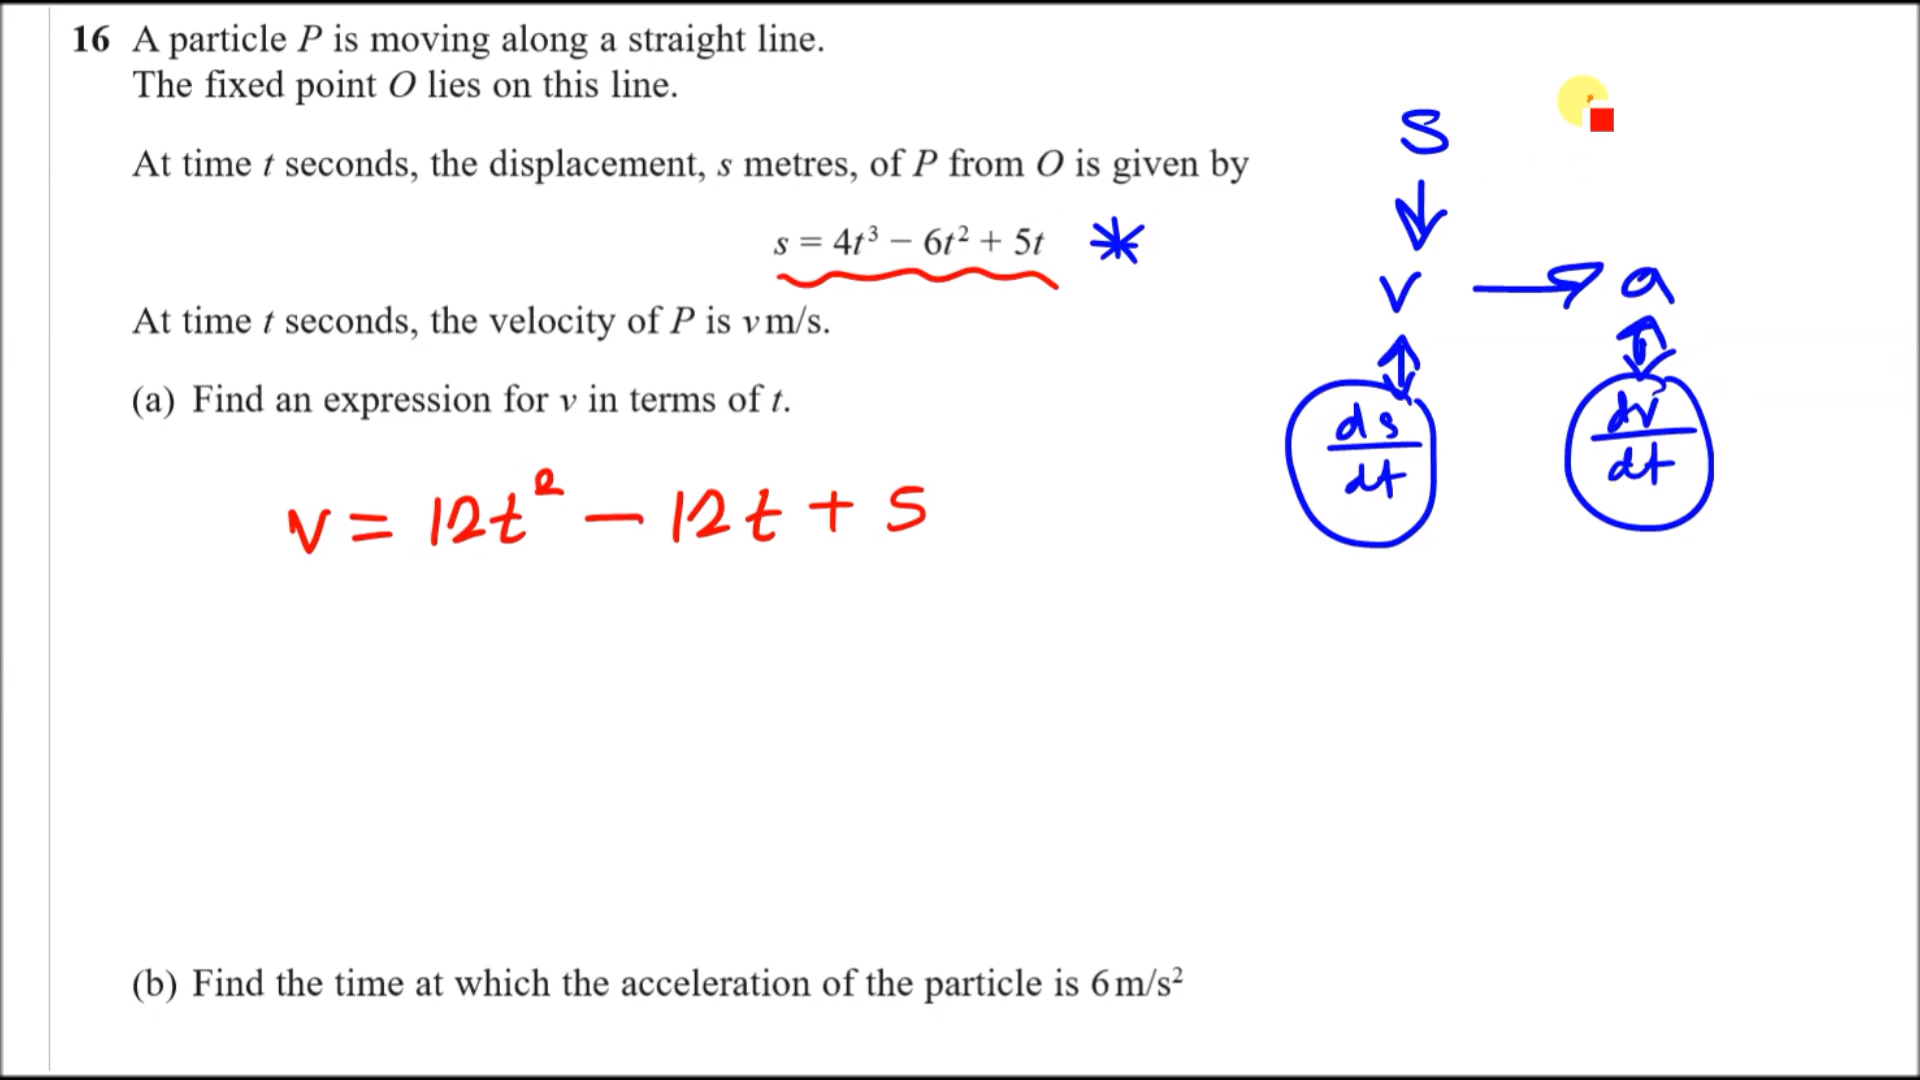 16 A particle P is moving along a straight line.
The fixed point O lies on this line.
At time t seconds, the displacement, s metres, of P from O is given by
s = 4t³ − 6t² + 5t *
At time t seconds, the velocity of P is v m/s.
(a) Find an expression for v in terms of t.
v = 12t² − 12t + 5
s
↓
v → a
↕ ↕
ds/dt dv/dt
(b) Find the time at which the acceleration of the particle is 6 m/s²